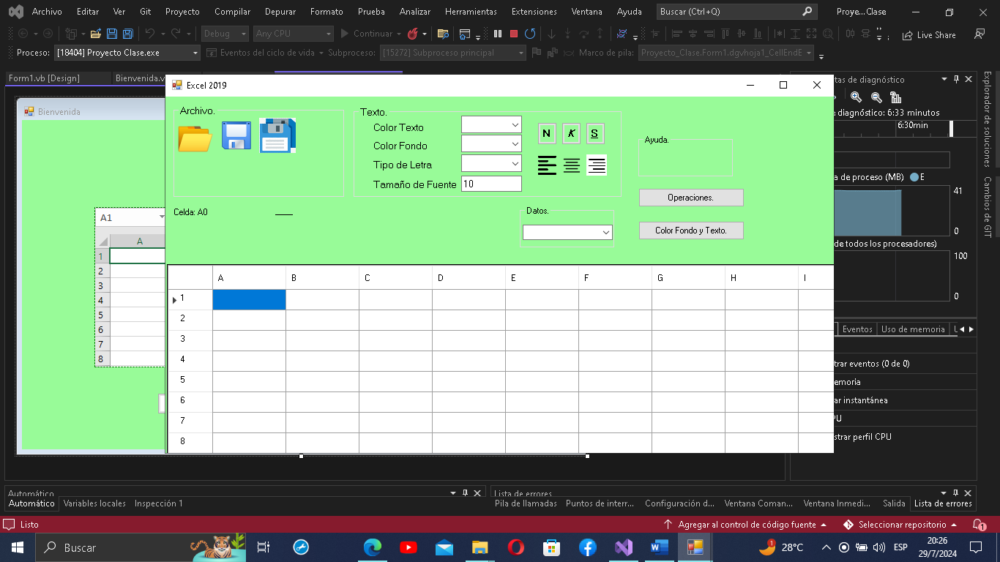 Archivo Editar Ver Git Proyecto Compilar Depurar Formato Prueba Analizar Herramientas Extensiones Ventana Ayuda Buscar (Ctrl+Q) Proye...Clase
Debug Any CPU Continuar Live Share
Proceso: [18404] Proyecto Clase.exe Eventos del ciclo de vida Subproceso: [15272] Subproceso principal Marco de pila: Proyecto_Clase.Form1.dgvhoja1_CellEndE
Form1.vb [Design] Bienvenida.v
Excel 2019
Bienvenida
Archivo.
Texto.
Color Texto
Color Fondo
Tipo de Letra
Tamaño de Fuente 10
N K S
Ayuda.
Operaciones.
Celda: A0
Datos.
Color Fondo y Texto.
A B C D E F G H I
1
2
3
4
5
6
7
8
A1
A
1
2
3
4
5
6
7
8
tas de diagnóstico
e diagnóstico: 6:33 minutos
6:30min
a de proceso (MB) E
41
0
de todos los procesadores)
100
0
Eventos Uso de memoria
trar eventos (0 de 0)
emoria
ar instantánea
PU
strar perfil CPU
Explorador de soluciones
Cambios de GIT
Automático
Automático Variables locales Inspección 1
Lista de errores
Pila de llamadas Puntos de interr... Configuración d... Ventana Coman... Ventana Inmedi... Salida Lista de errores
Listo Agregar al control de código fuente Seleccionar repositorio 1
Buscar 1 28°C ESP 20:26
29/7/2024